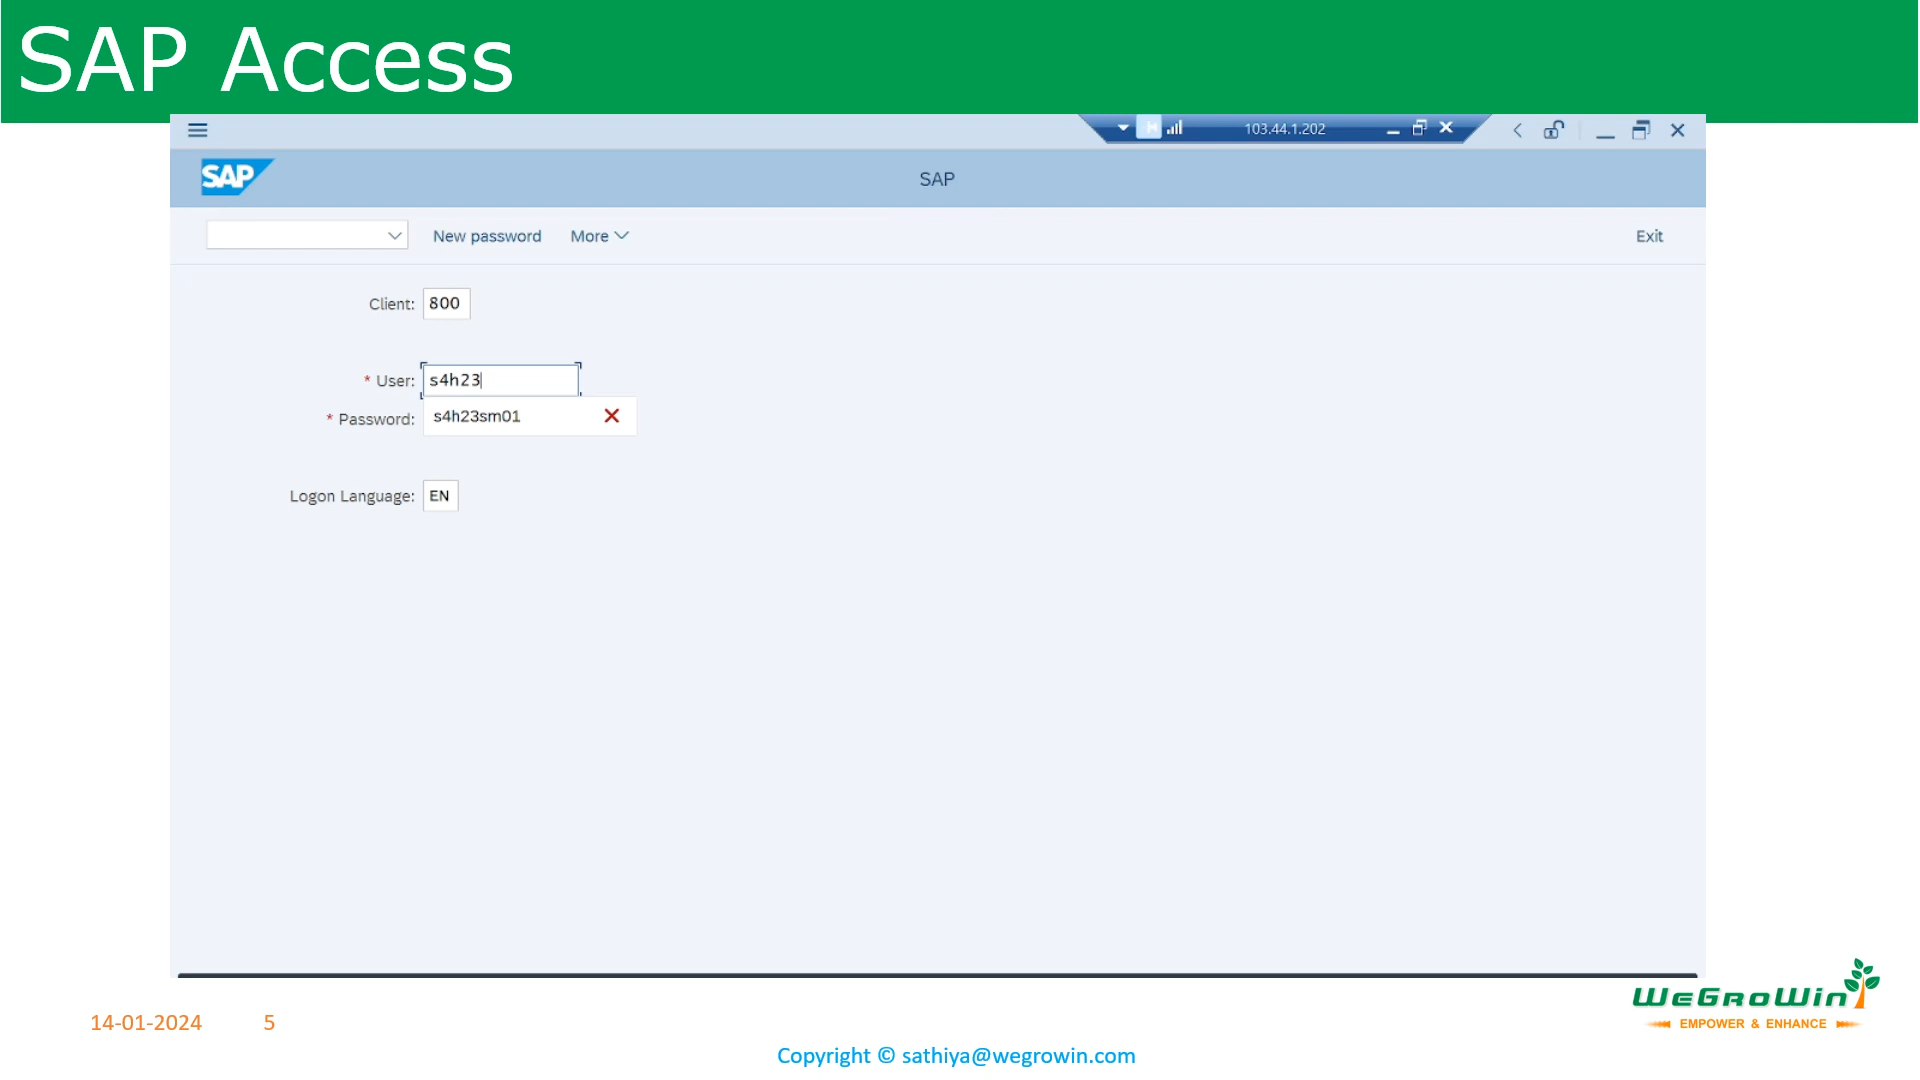 SAP Access
103.44.1.202
SAP
SAP
New password
More
Exit
Client: 800
* User: s4h23
* Password: s4h23sm01
Logon Language: EN
WeGroWin
EMPOWER & ENHANCE
14-01-2024
5
Copyright © sathiya@wegrowin.com